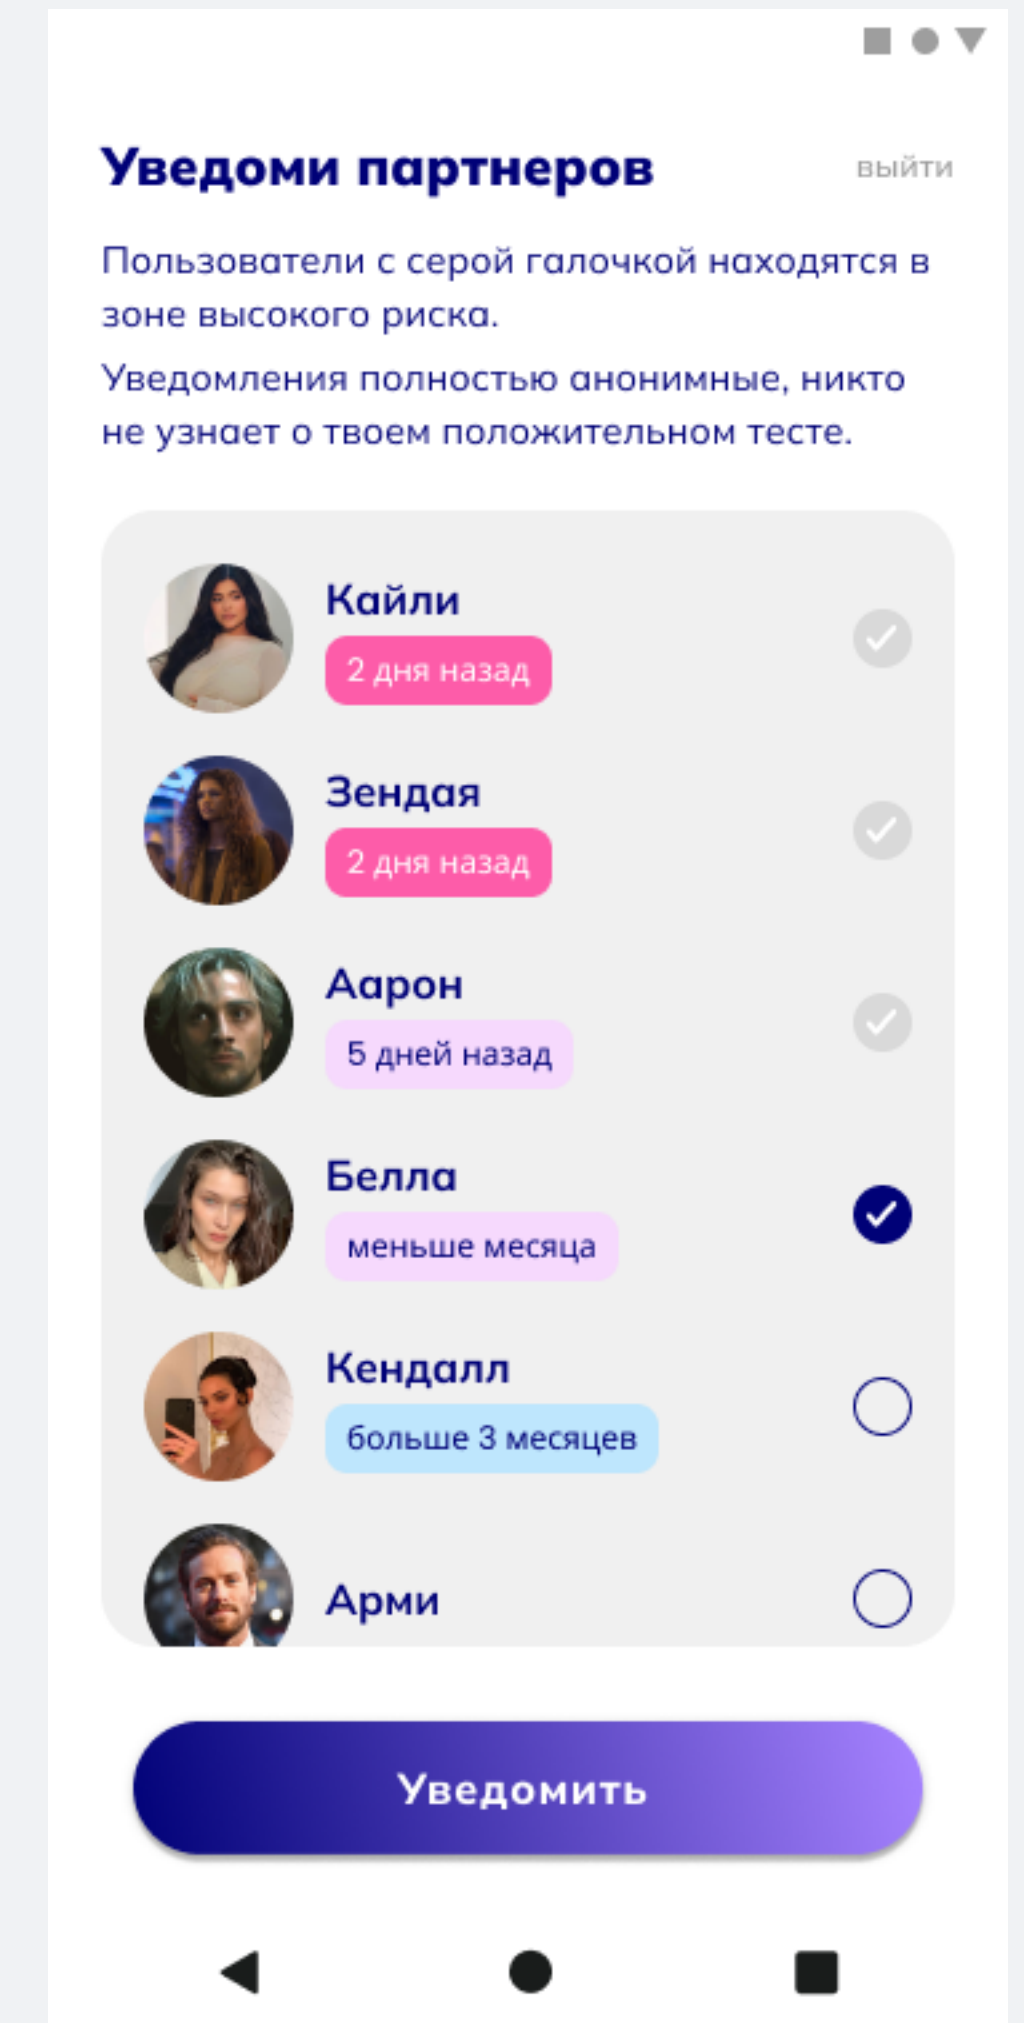 Уведоми партнеров
выйти
Пользователи с серой галочкой находятся в
зоне высокого риска.
Уведомления полностью анонимные, никто
не узнает о твоем положительном тесте.
Кайли
2 дня назад
Зендая
2 дня назад
Аарон
5 дней назад
Белла
меньше месяца
Кендалл
больше 3 месяцев
Арми
Уведомить